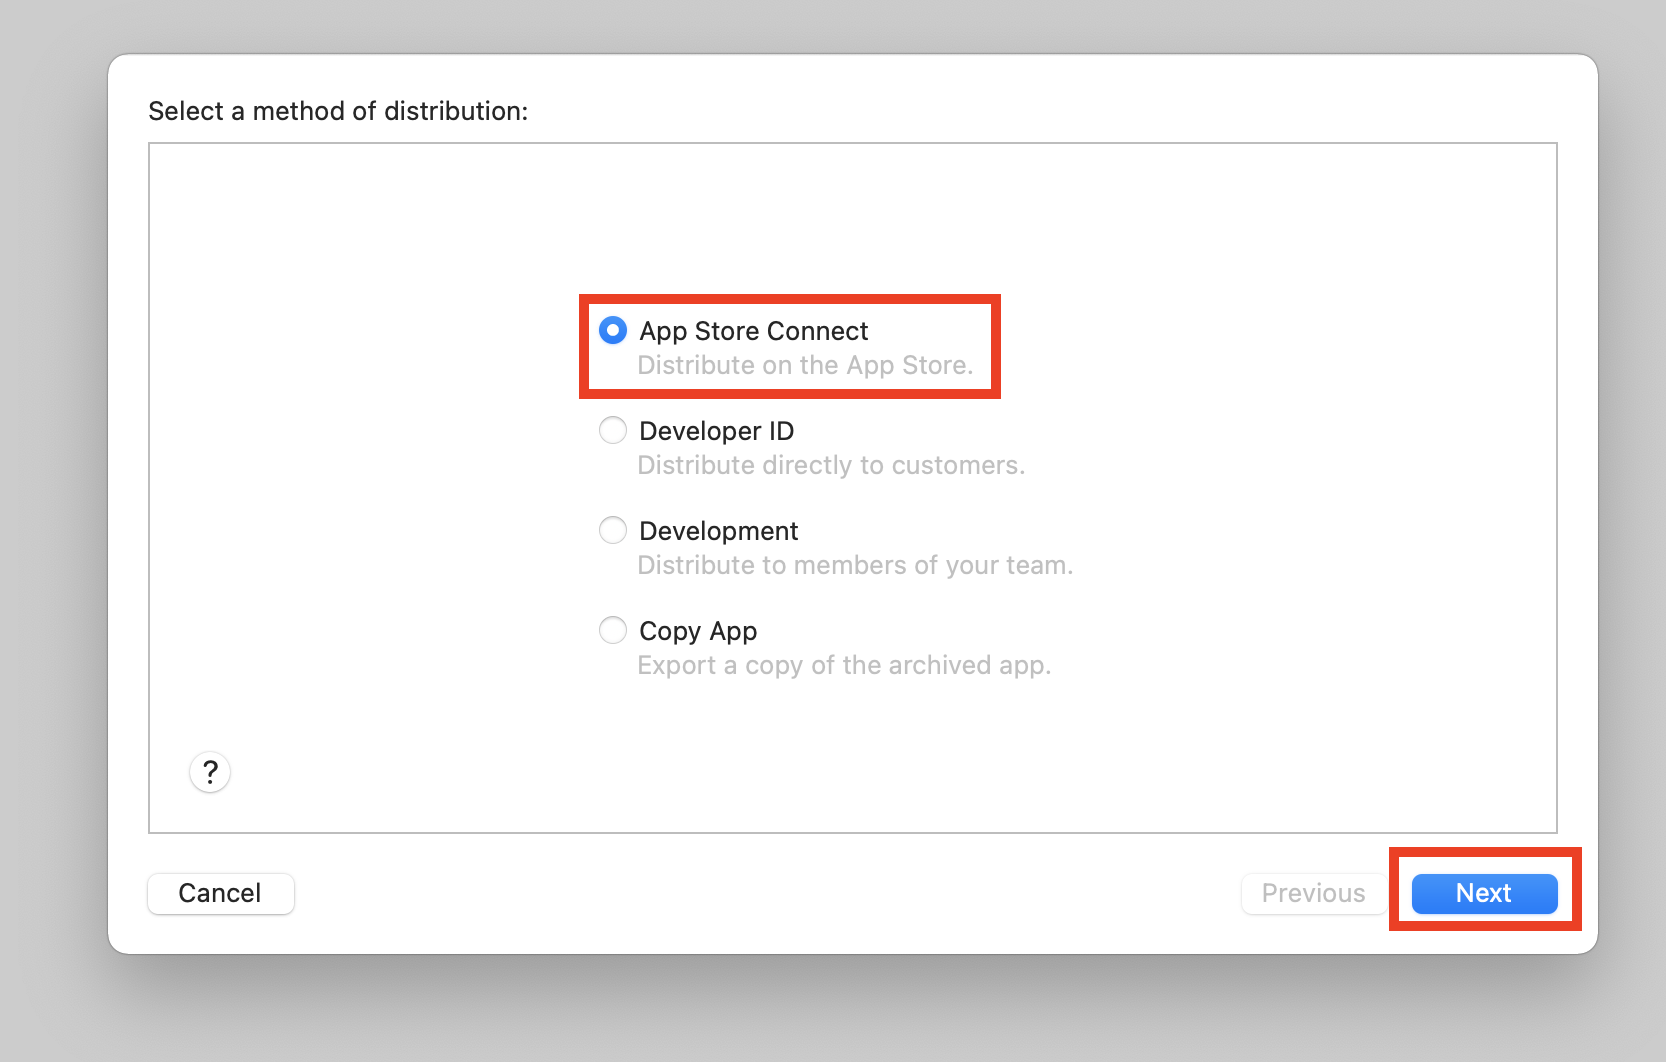 Select a method of distribution:
App Store Connect
Distribute on the App Store.
Developer ID
Distribute directly to customers.
Development
Distribute to members of your team.
Copy App
Export a copy of the archived app.
?
Cancel
Previous
Next